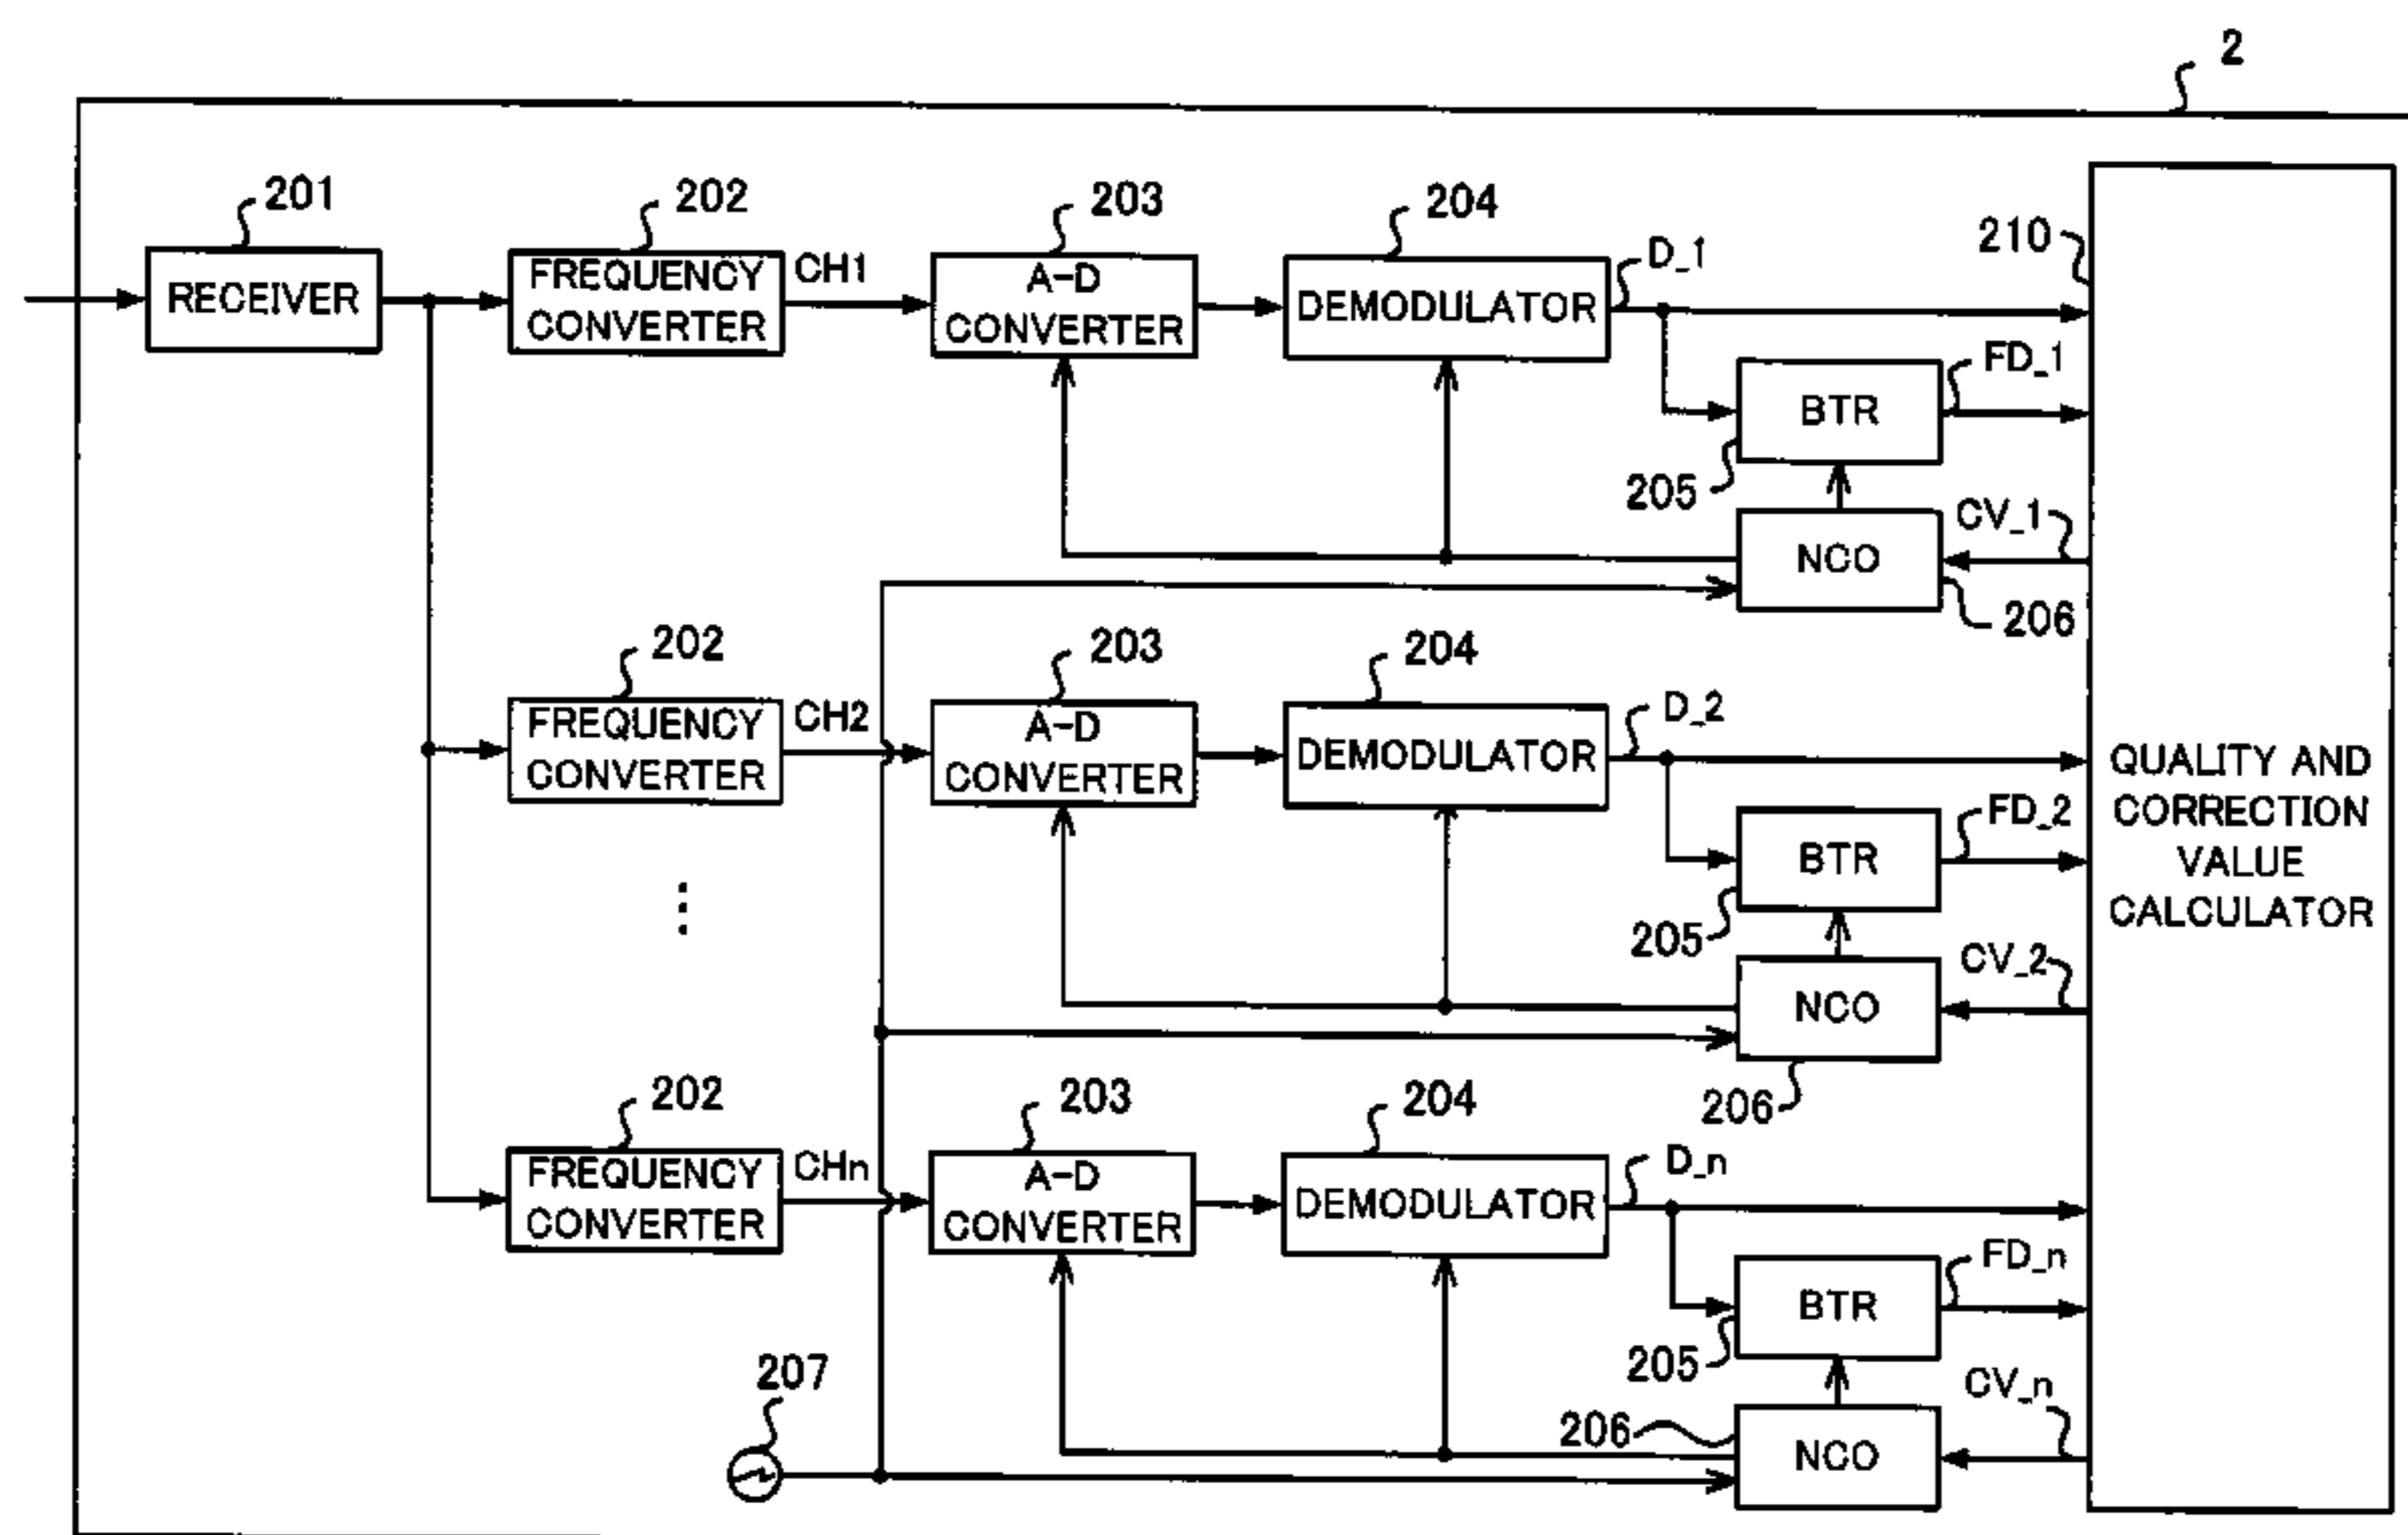 2
201
202
203
204
210
RECEIVER
FREQUENCY
CONVERTER
CH1
A-D
CONVERTER
DEMODULATOR
D_1
BTR
FD_1
205
NCO
CV_1
206
202
203
204
FREQUENCY
CONVERTER
CH2
A-D
CONVERTER
DEMODULATOR
D_2
BTR
FD_2
205
NCO
CV_2
206
QUALITY AND
CORRECTION
VALUE
CALCULATOR
202
203
204
FREQUENCY
CONVERTER
CHn
A-D
CONVERTER
DEMODULATOR
D_n
BTR
FD_n
205
207
206
NCO
CV_n